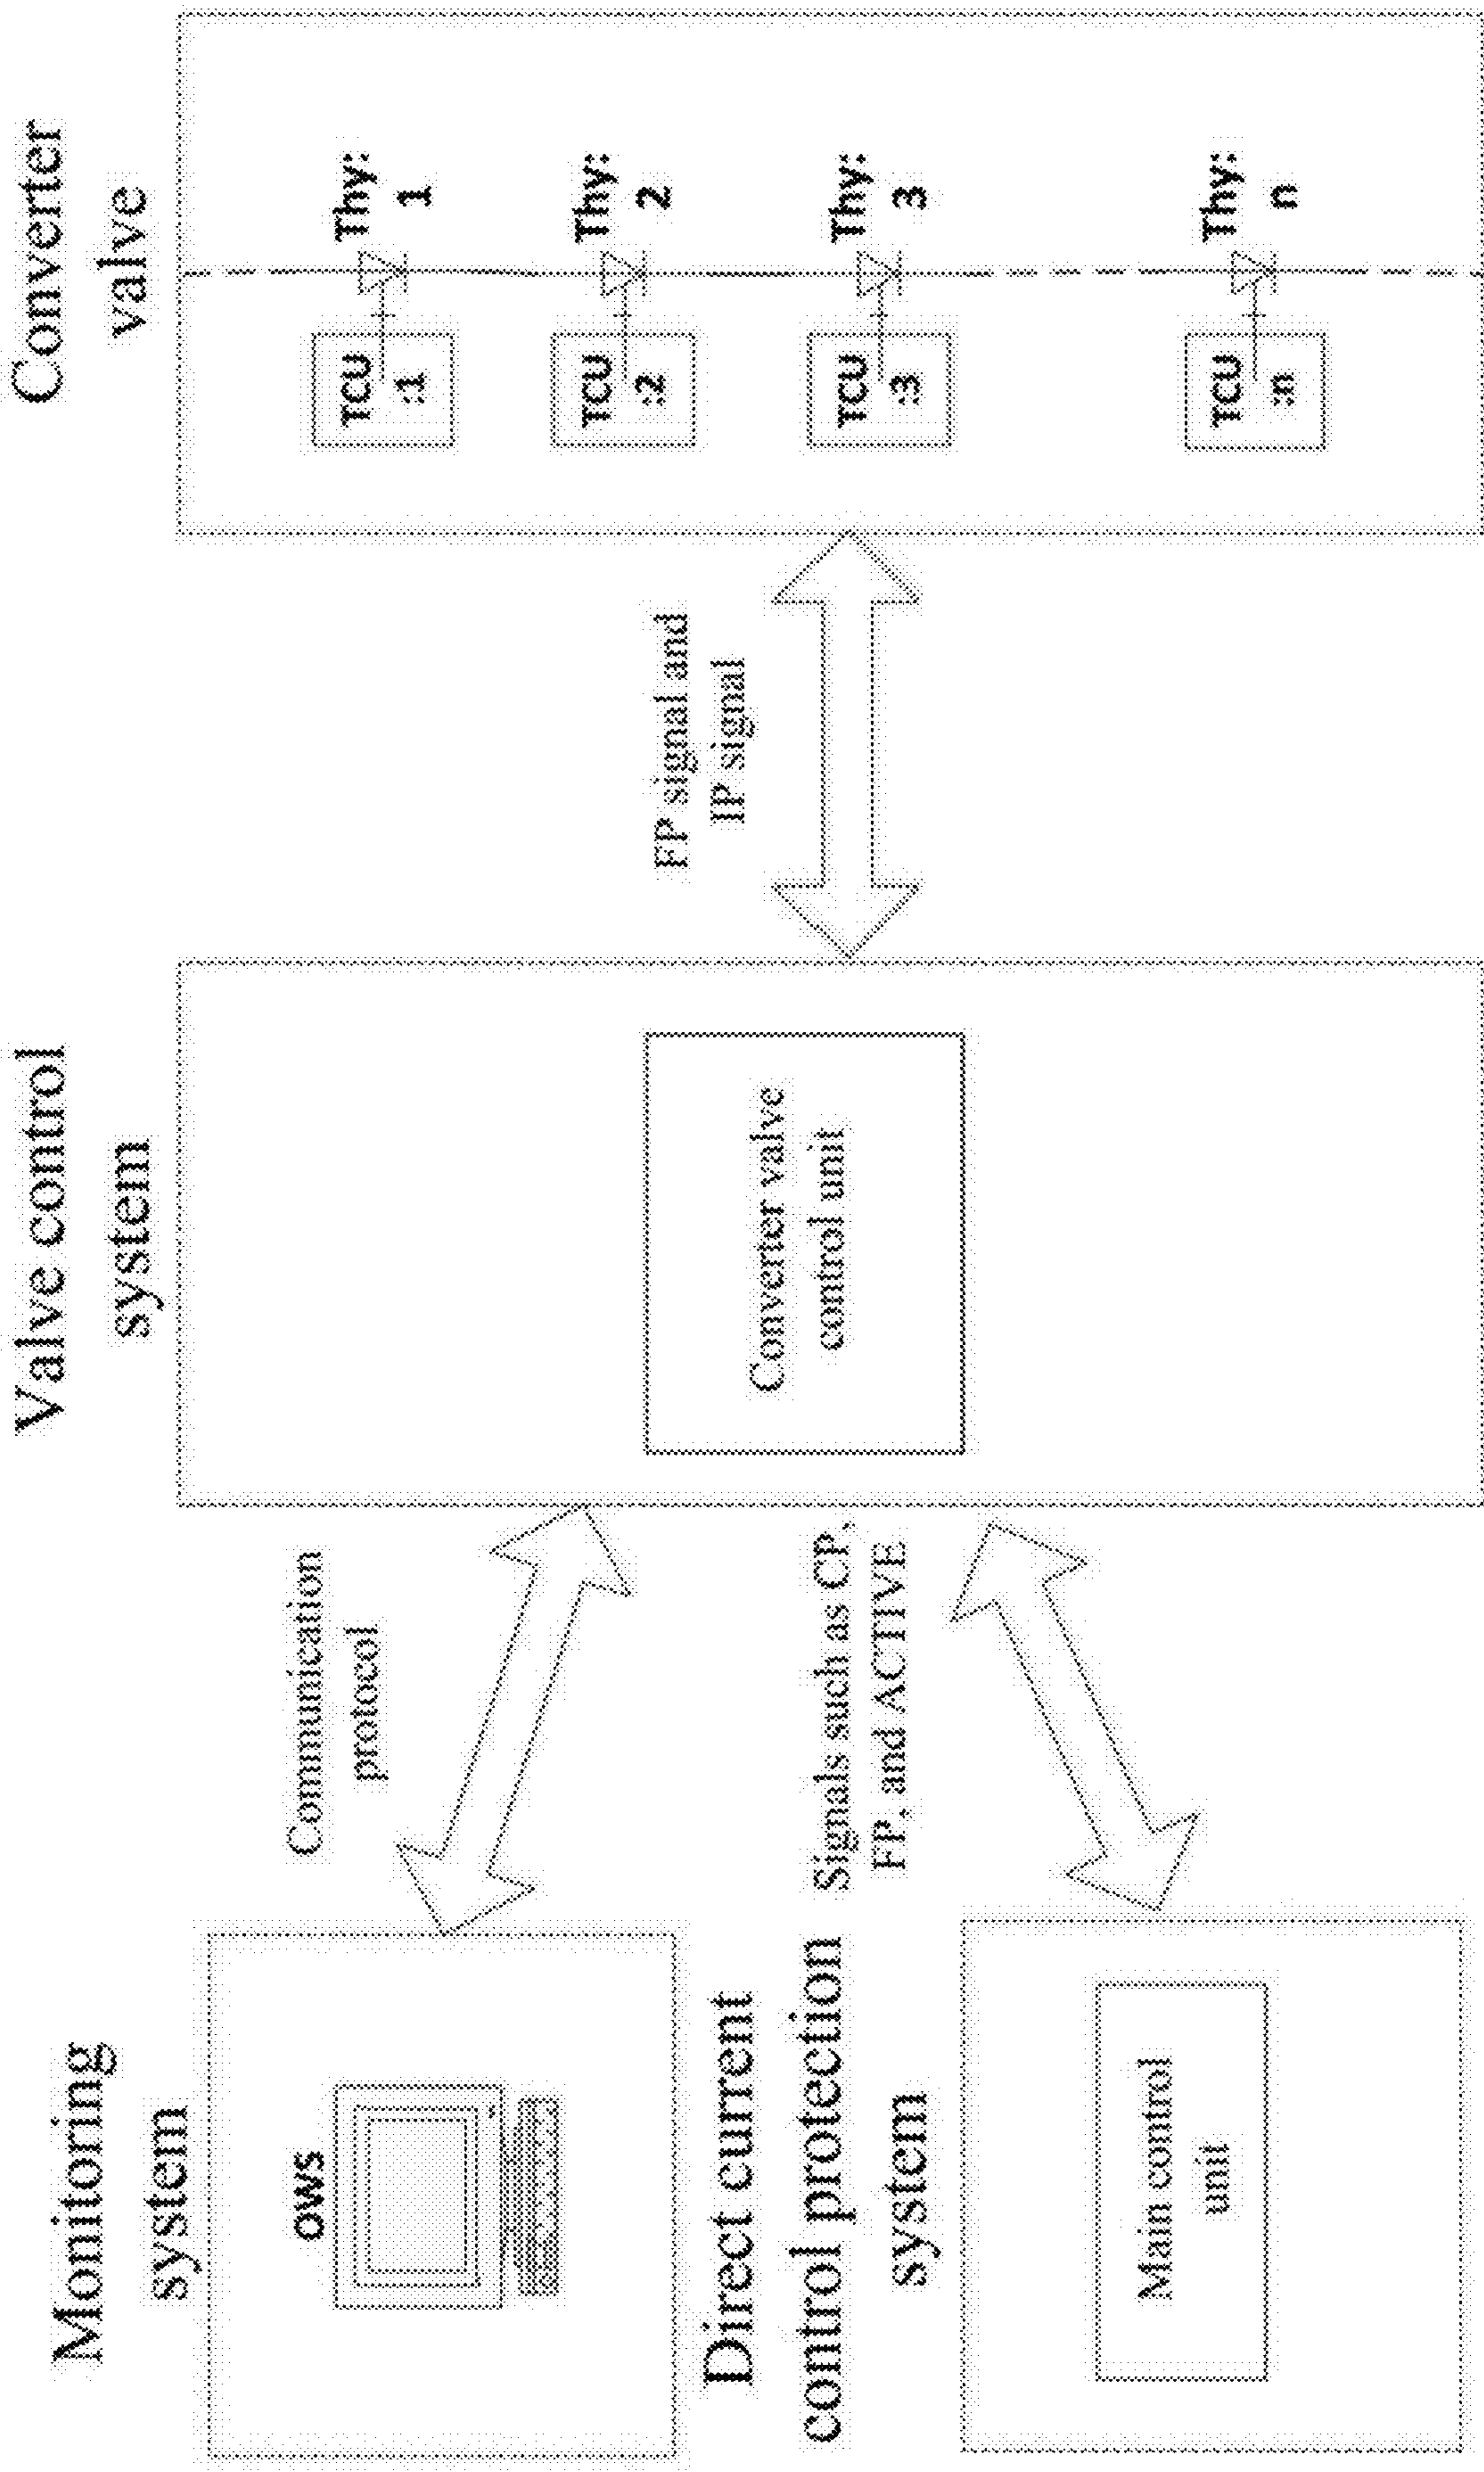 Monitoring
system
OWS
Communication
protocol
Direct current
control protection
system
Signals such as CP,
FP, and ACTIVE
Main control
unit
Valve control
system
Converter valve
control unit
FP signal and
IP signal
Converter
valve
TCU
:1
Thy:
1
TCU
:2
Thy:
2
TCU
:3
Thy:
3
TCU
:n
Thy:
n